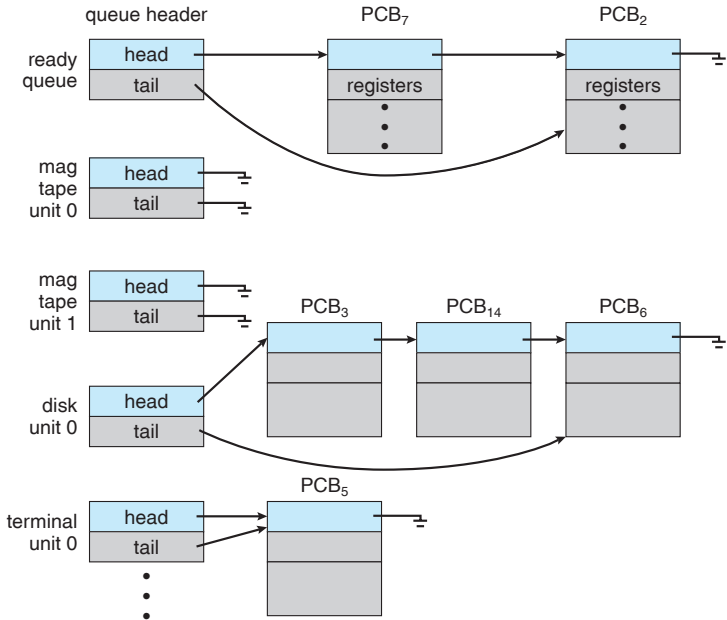 queue header
PCB₇
PCB₂
ready
queue
head
tail
registers
registers
mag
tape
unit 0
head
tail
mag
tape
unit 1
head
tail
PCB₃
PCB₁₄
PCB₆
disk
unit 0
head
tail
PCB₅
terminal
unit 0
head
tail